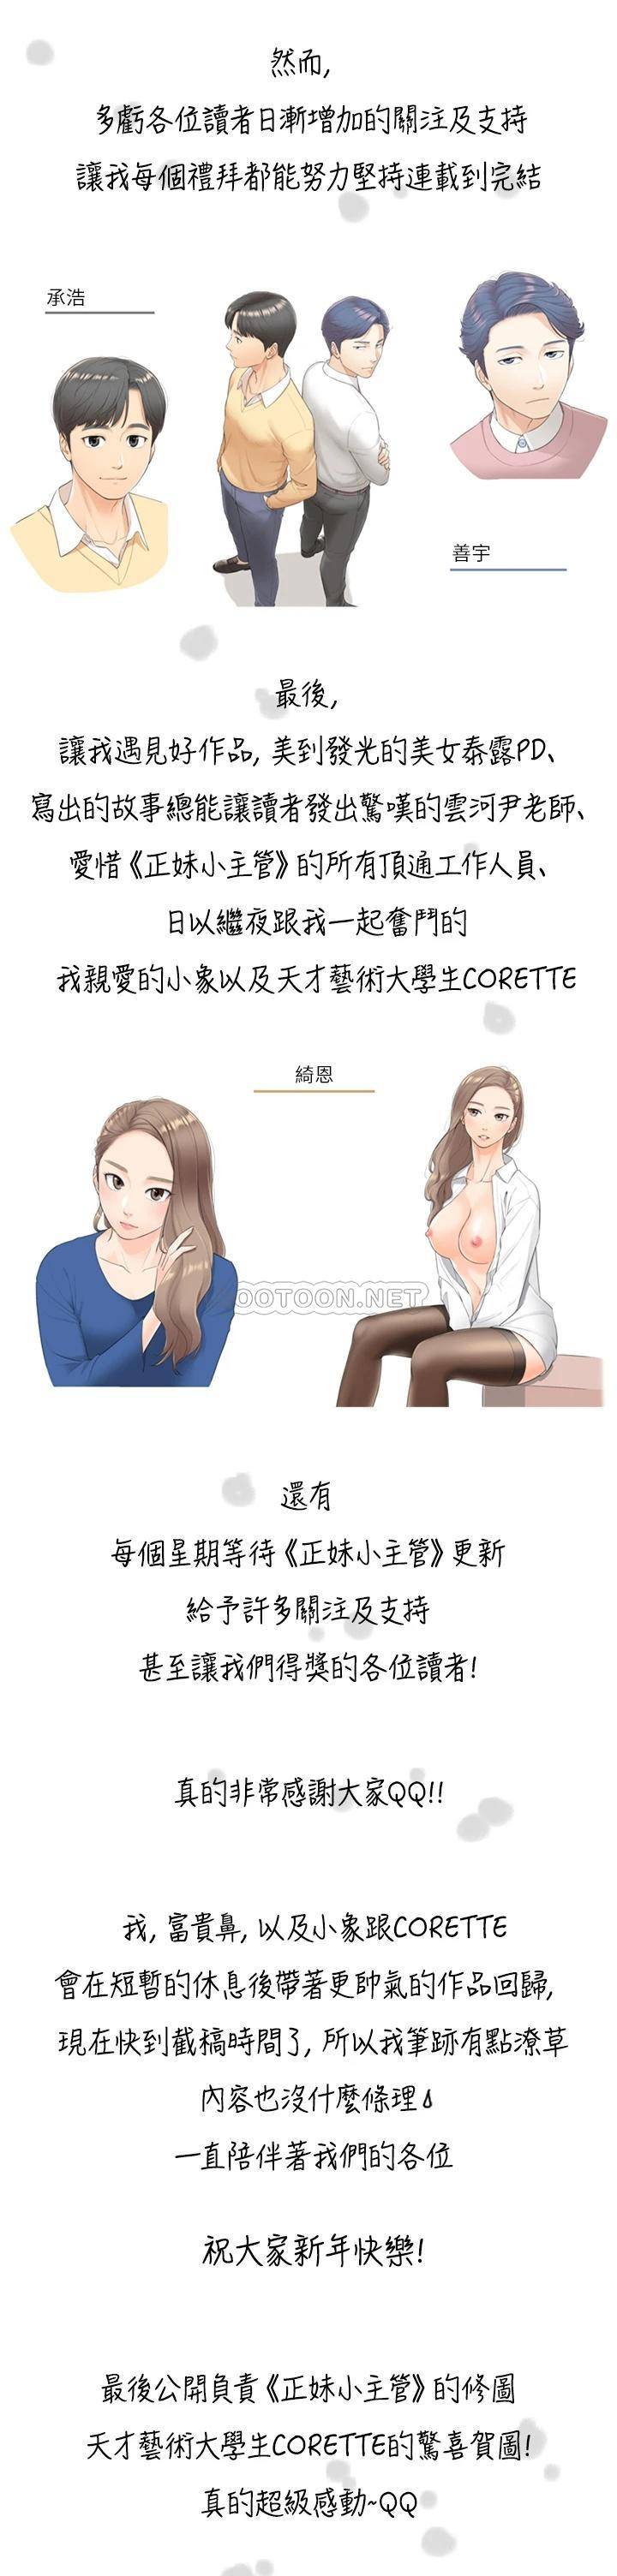 然而,
多虧各位讀者日漸增加的關注及支持
讓我每個禮拜都能努力堅持連載到完結
承浩
善宇
最後,
讓我遇見好作品, 美到發光的美女泰露PD、
寫出的故事總能讓讀者發出驚嘆的雲河尹老師、
愛惜《正妹小主管》的所有頂通工作人員、
日以繼夜跟我一起奮鬥的
我親愛的小象以及天才藝術大學生CORETTE
綺恩
TOOTOON.NET
還有
每個星期等待《正妹小主管》更新
給予許多關注及支持
甚至讓我們得獎的各位讀者!
真的非常感謝大家QQ!!
我, 富貴鼻, 以及小象跟CORETTE
會在短暫的休息後帶著更帥氣的作品回歸,
現在快到截稿時間了, 所以我筆跡有點潦草
內容也沒什麼條理
一直陪伴著我們的各位
祝大家新年快樂!
最後公開負責《正妹小主管》的修圖
天才藝術大學生CORETTE的驚喜賀圖!
真的超級感動~QQ